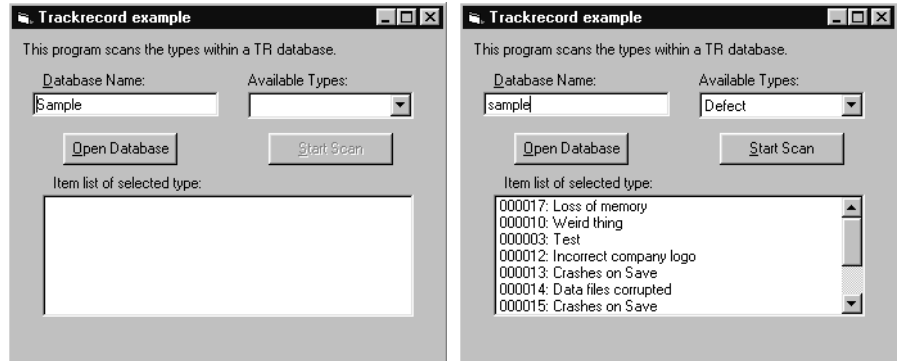 Trackrecord example
This program scans the types within a TR database.
Database Name:
Available Types:
Sample
Open Database
Start Scan
Item list of selected type:
Trackrecord example
This program scans the types within a TR database.
Database Name:
Available Types:
sample
Defect
Open Database
Start Scan
Item list of selected type:
000017: Loss of memory
000010: Weird thing
000003: Test
000012: Incorrect company logo
000013: Crashes on Save
000014: Data files corrupted
000015: Crashes on Save